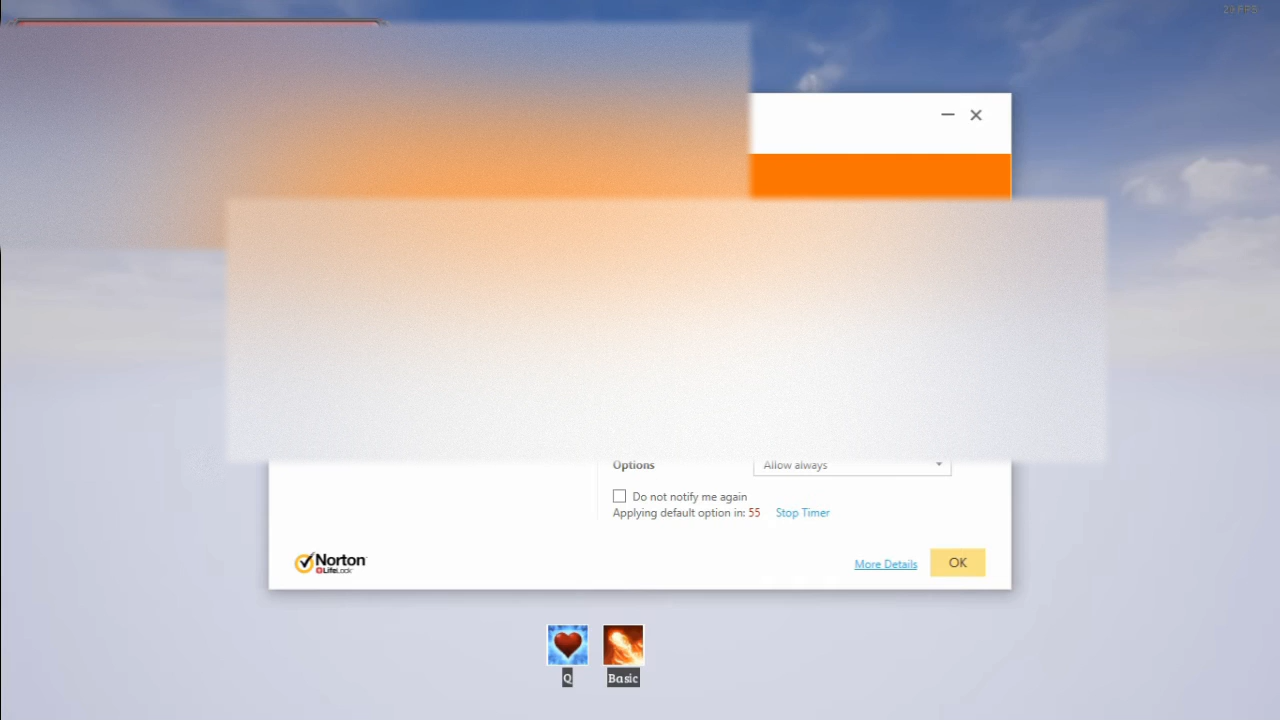 Options
Allow always
Do not notify me again
Applying default option in: 55 Stop Timer
Norton
LifeLock
More Details
OK
Q
Basic